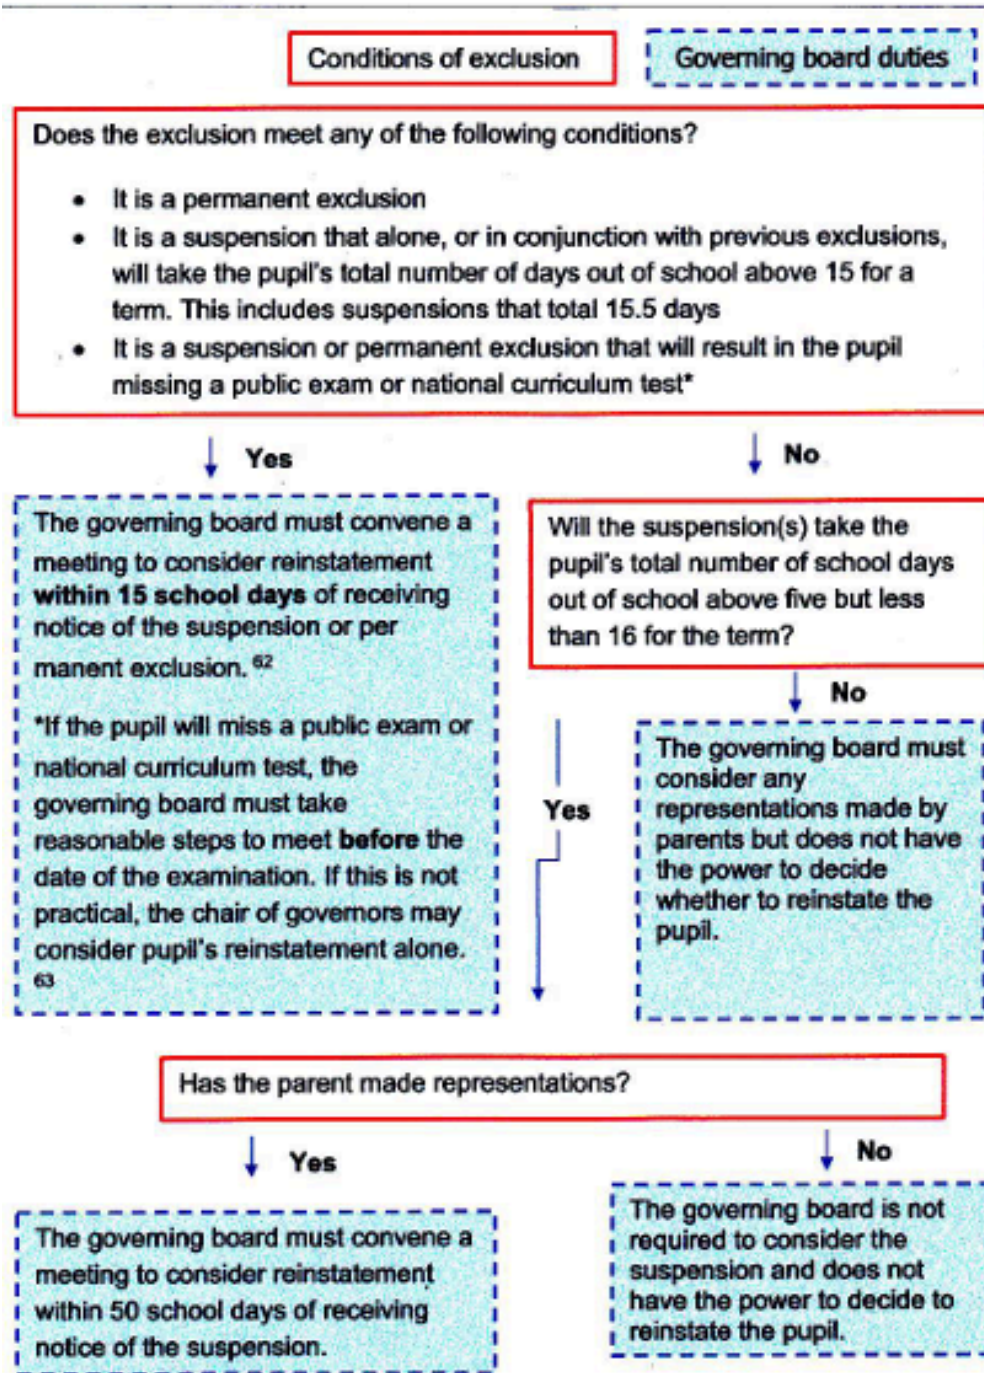 Conditions of exclusion
Governing board duties
Does the exclusion meet any of the following conditions?
• It is a permanent exclusion
• It is a suspension that alone, or in conjunction with previous exclusions,
will take the pupil's total number of days out of school above 15 for a
term. This includes suspensions that total 15.5 days
• It is a suspension or permanent exclusion that will result in the pupil
missing a public exam or national curriculum test*
Yes
No
The governing board must convene a
meeting to consider reinstatement
within 15 school days of receiving
notice of the suspension or per
manent exclusion. 62
*If the pupil will miss a public exam or
national curriculum test, the
governing board must take
reasonable steps to meet before the
date of the examination. If this is not
practical, the chair of governors may
consider pupil's reinstatement alone.
63
Will the suspension(s) take the
pupil's total number of school days
out of school above five but less
than 16 for the term?
Yes
No
The governing board must
consider any
representations made by
parents but does not have
the power to decide
whether to reinstate the
pupil.
Has the parent made representations?
Yes
No
The governing board must convene a
meeting to consider reinstatement
within 50 school days of receiving
notice of the suspension.
The governing board is not
required to consider the
suspension and does not
have the power to decide to
reinstate the pupil.